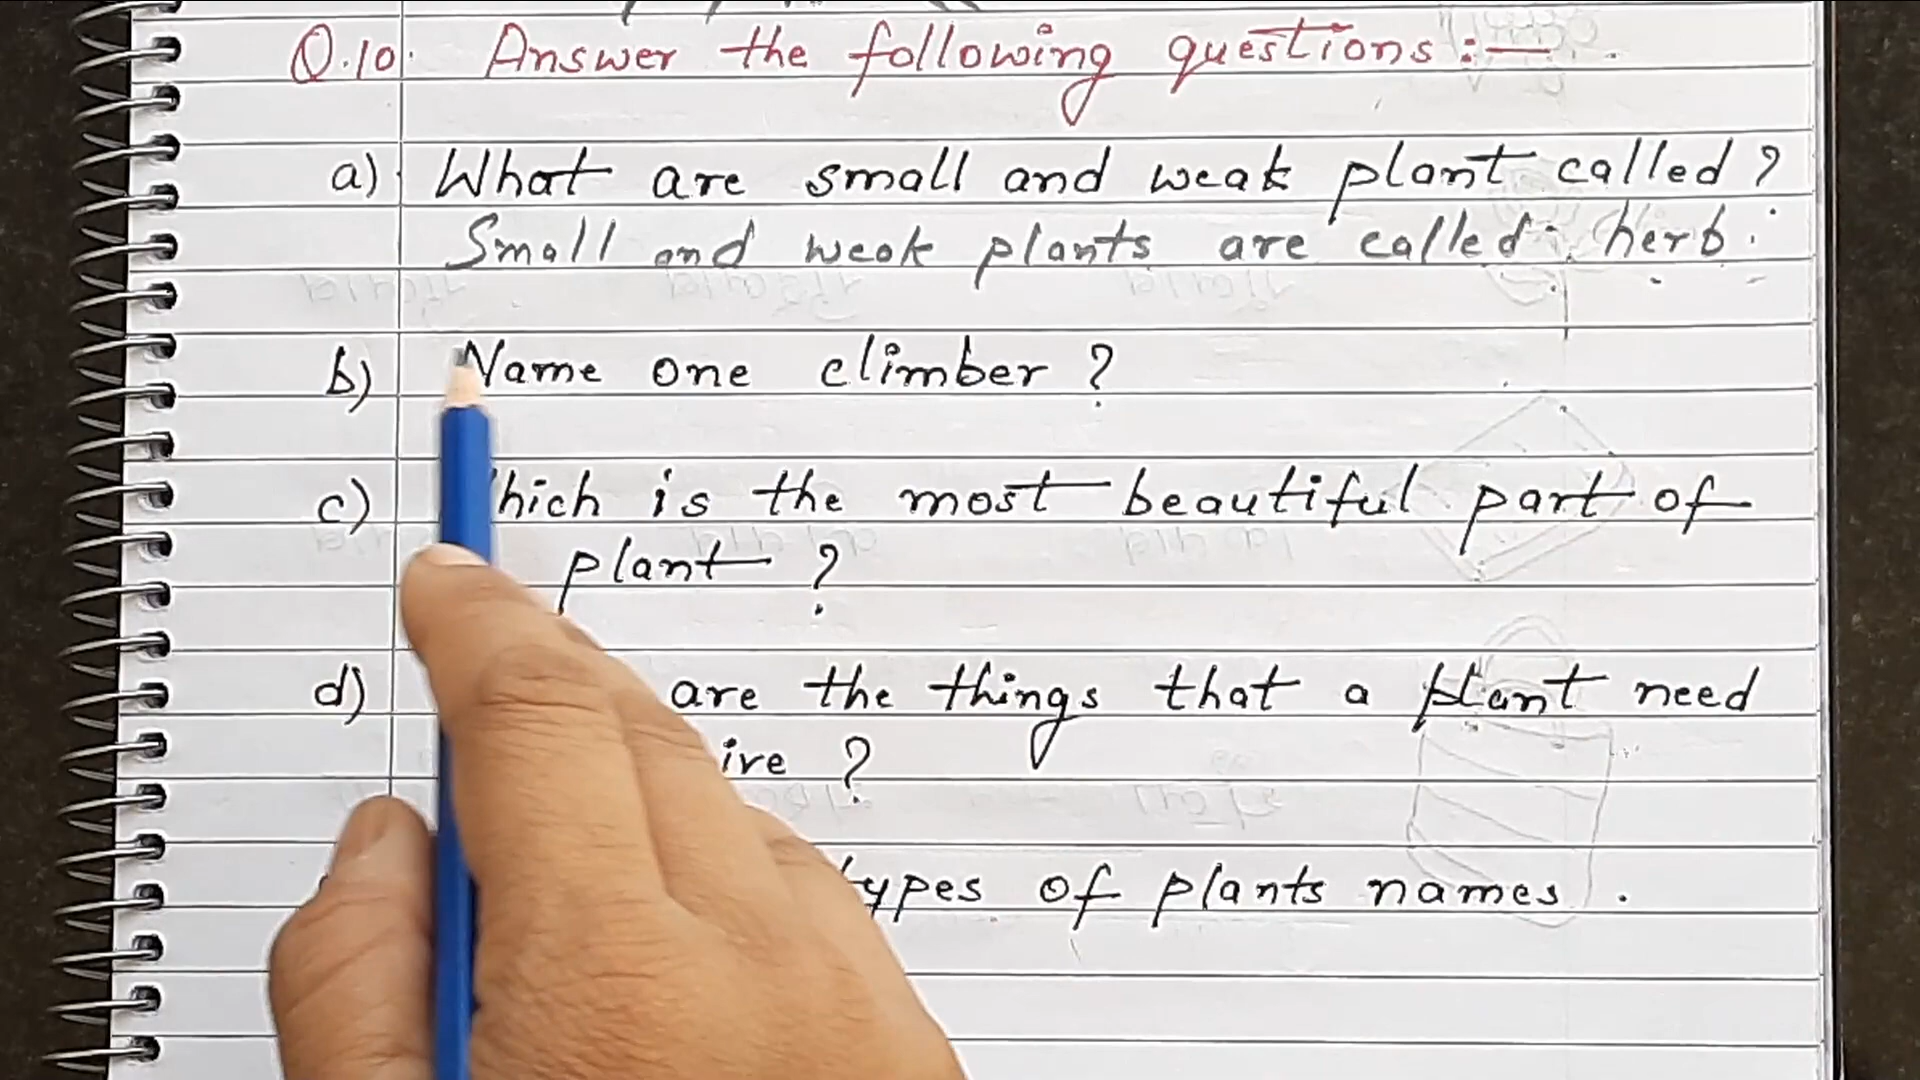 Q.10. Answer the following questions :-
a) What are small and weak plant called ?
Small and weak plants are called herb.
b) Name one climber ?
c) hich is the most beautiful part of
plant ?
d) are the things that a plant need
ire ?
types of plants names .